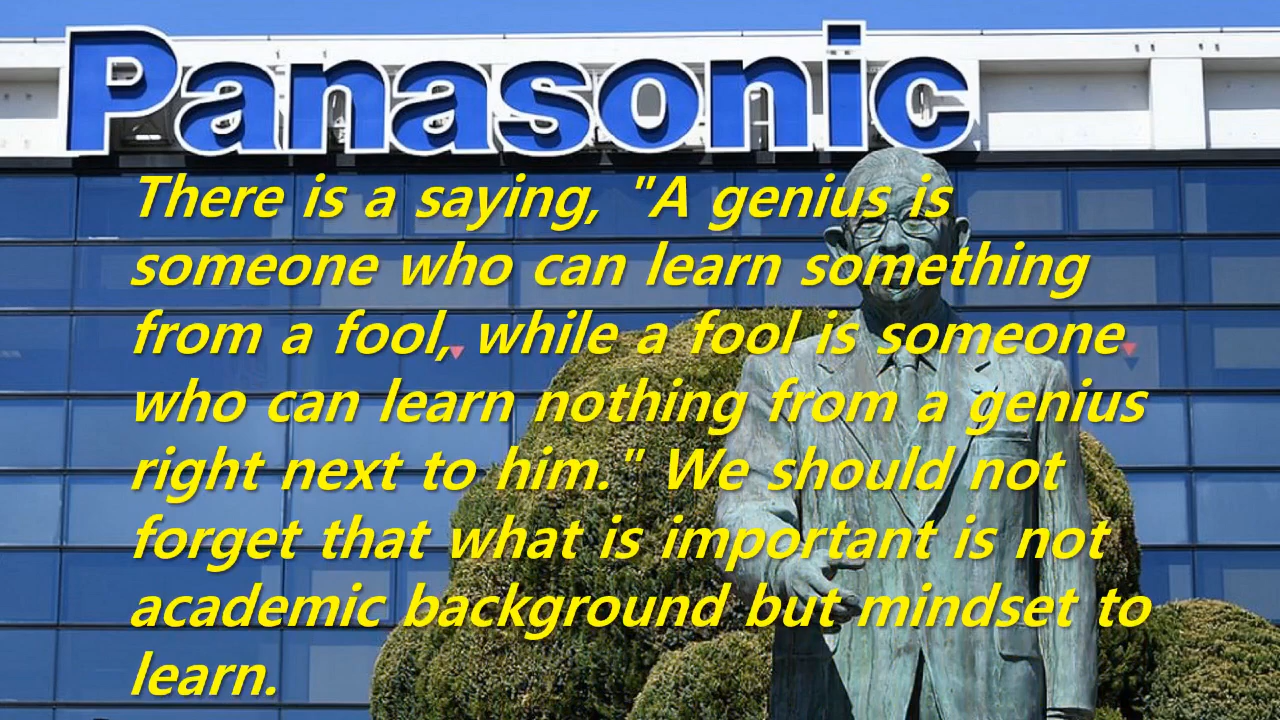 Panasonic
There is a saying, "A genius is
someone who can learn something
from a fool, while a fool is someone
who can learn nothing from a genius
right next to him." We should not
forget that what is important is not
academic background but mindset to
learn.